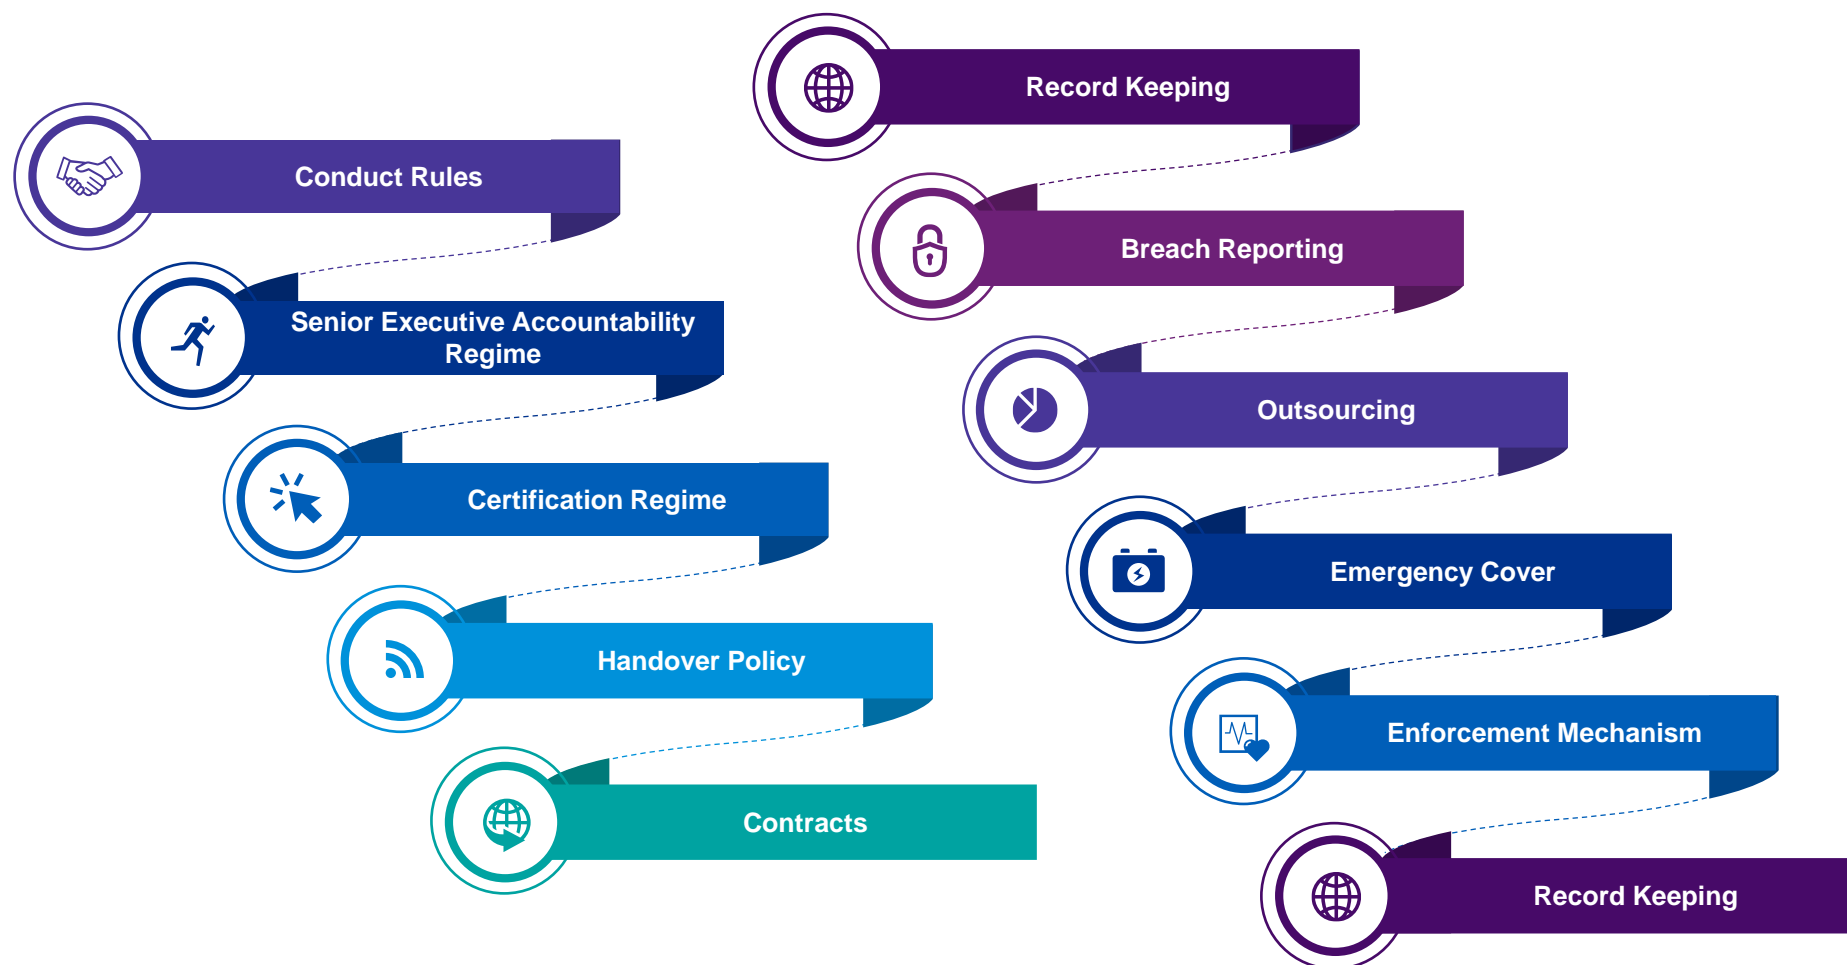 Conduct Rules
Senior Executive Accountability
Regime
Certification Regime
Handover Policy
Contracts
Record Keeping
Breach Reporting
Outsourcing
Emergency Cover
Enforcement Mechanism
Record Keeping